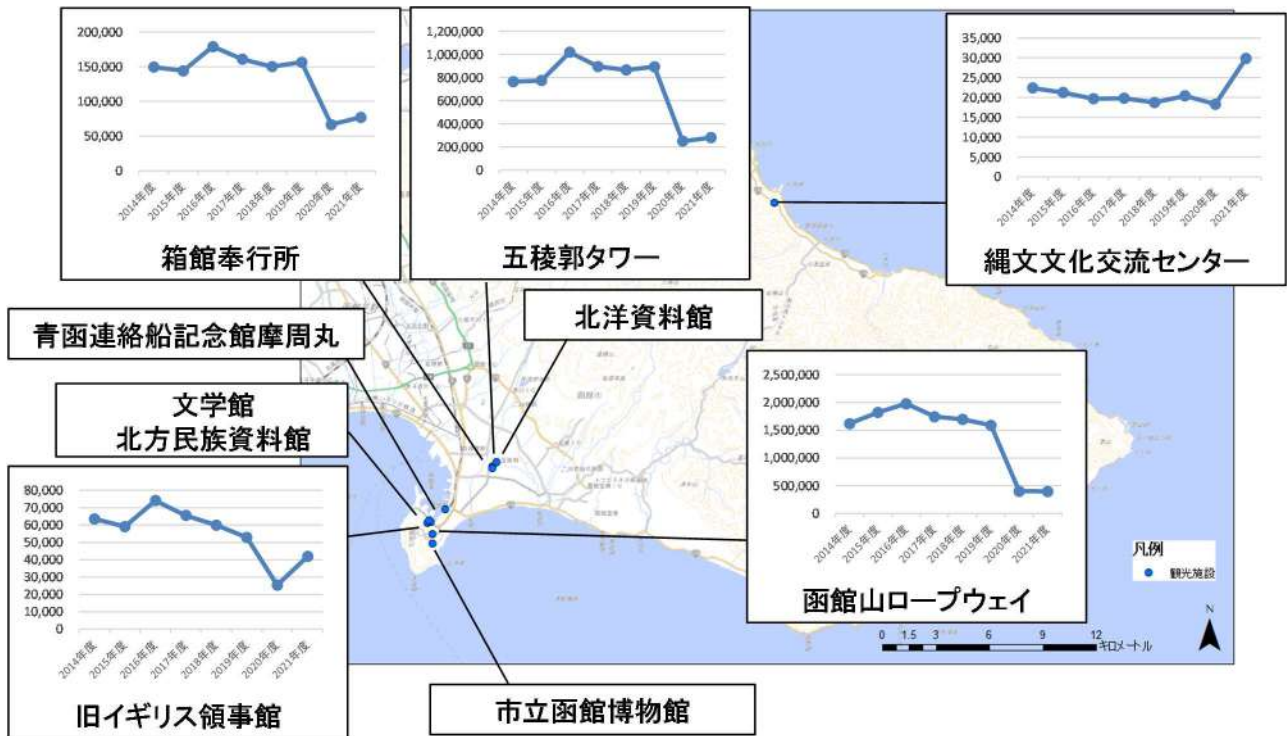 200,000
150,000
100,000
50,000
0
2014年度
2015年度
2016年度
2017年度
2018年度
2019年度
2020年度
2021年度
箱館奉行所
1,200,000
1,000,000
800,000
600,000
400,000
200,000
0
2014年度
2015年度
2016年度
2017年度
2018年度
2019年度
2020年度
2021年度
五稜郭タワー
35,000
30,000
25,000
20,000
15,000
10,000
5,000
0
2014年度
2015年度
2016年度
2017年度
2018年度
2019年度
2020年度
2021年度
縄文文化交流センター
北洋資料館
青函連絡船記念館摩周丸
文学館
北方民族資料館
2,500,000
2,000,000
1,500,000
1,000,000
500,000
0
2014年度
2015年度
2016年度
2017年度
2018年度
2019年度
2020年度
2021年度
函館山ロープウェイ
80,000
70,000
60,000
50,000
40,000
30,000
20,000
10,000
0
2014年度
2015年度
2016年度
2017年度
2018年度
2019年度
2020年度
2021年度
旧イギリス領事館
市立函館博物館
凡例
観光施設
N
0 1.5 3 6 9 12
キロメートル